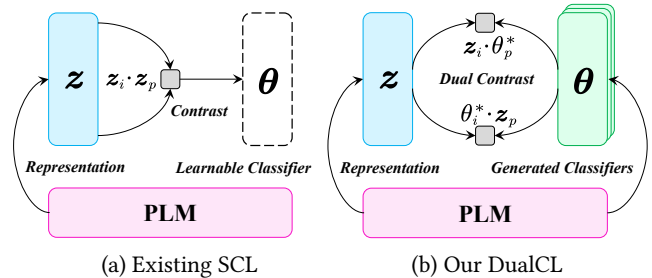 z
z_i · z_p
Contrast
θ
Representation
Learnable Classifier
PLM
(a) Existing SCL
z
z_i · θ_p^*
Dual Contrast
θ_i^* · z_p
θ
Representation
Generated Classifiers
PLM
(b) Our DualCL